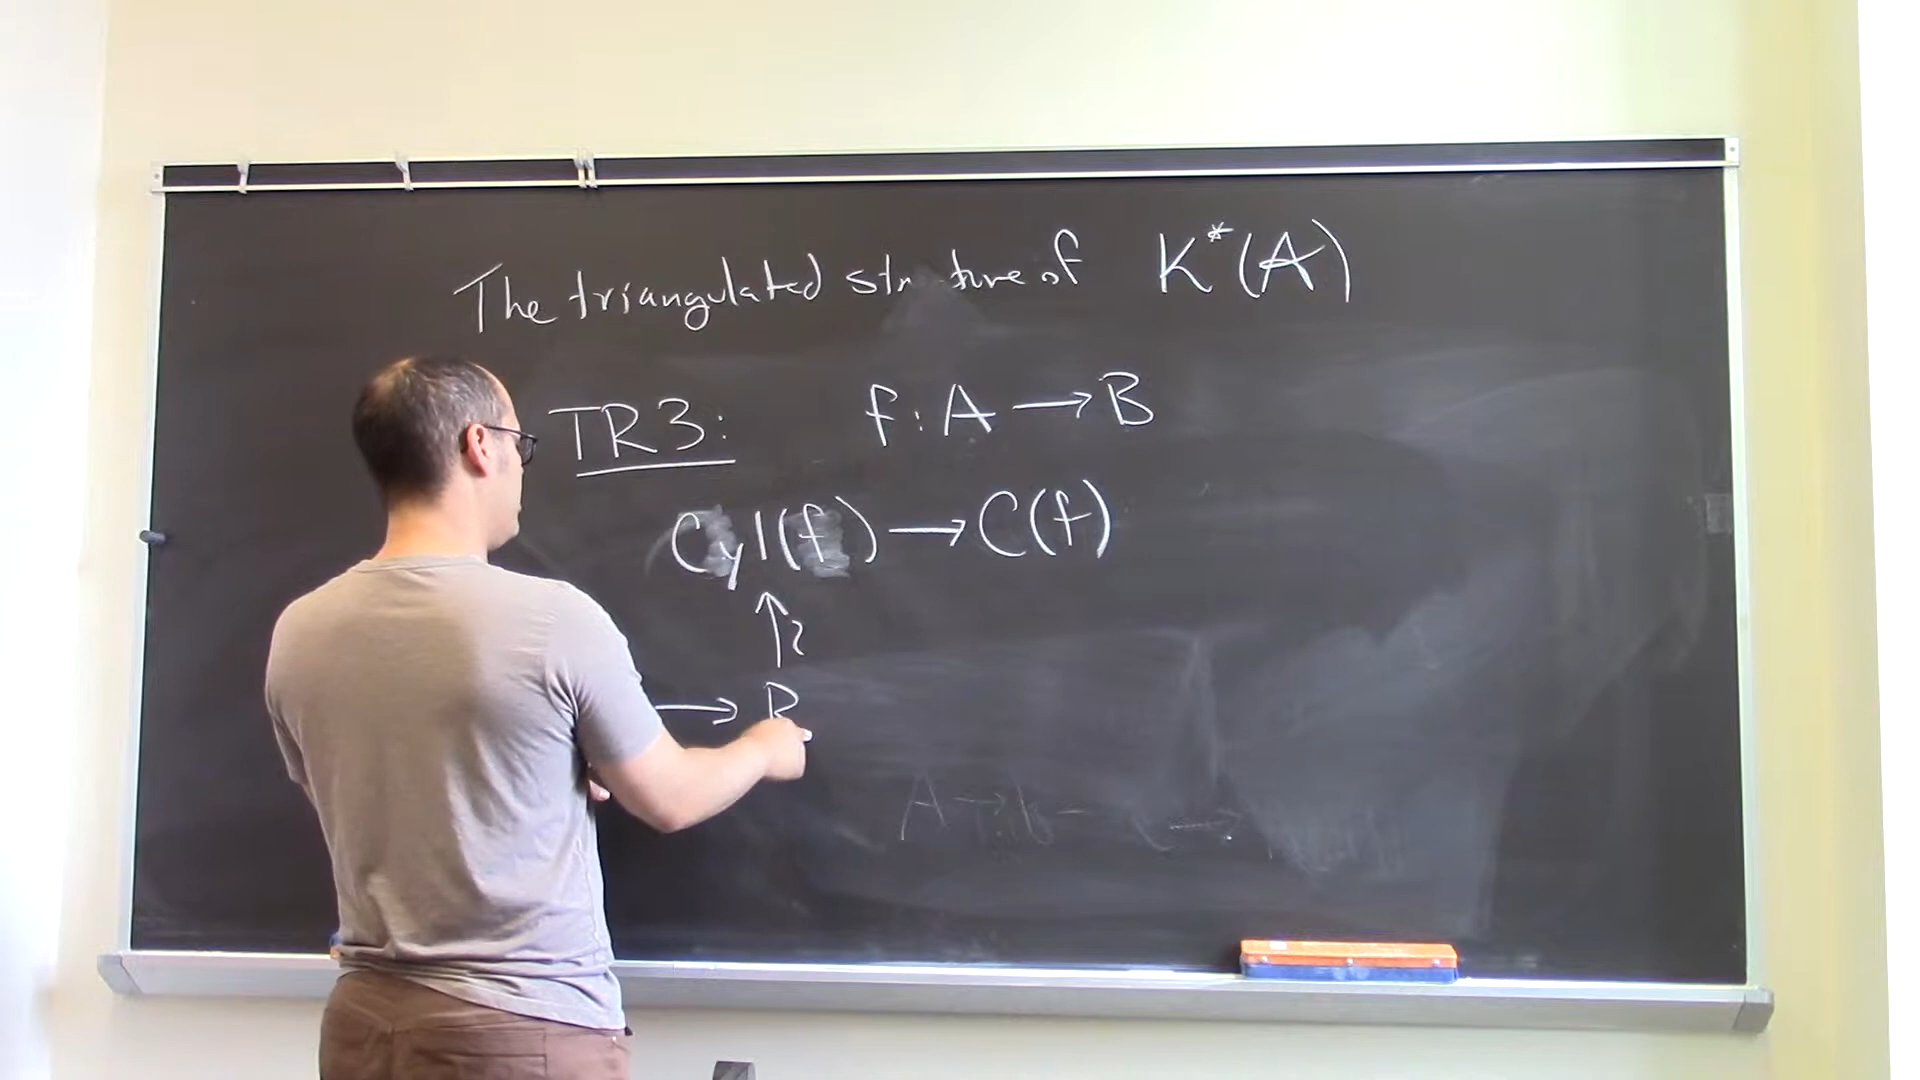 The triangulated structure of K*(A)
TR3: f: A → B
Cyl(f) → C(f)
↑≀
→ B
A →